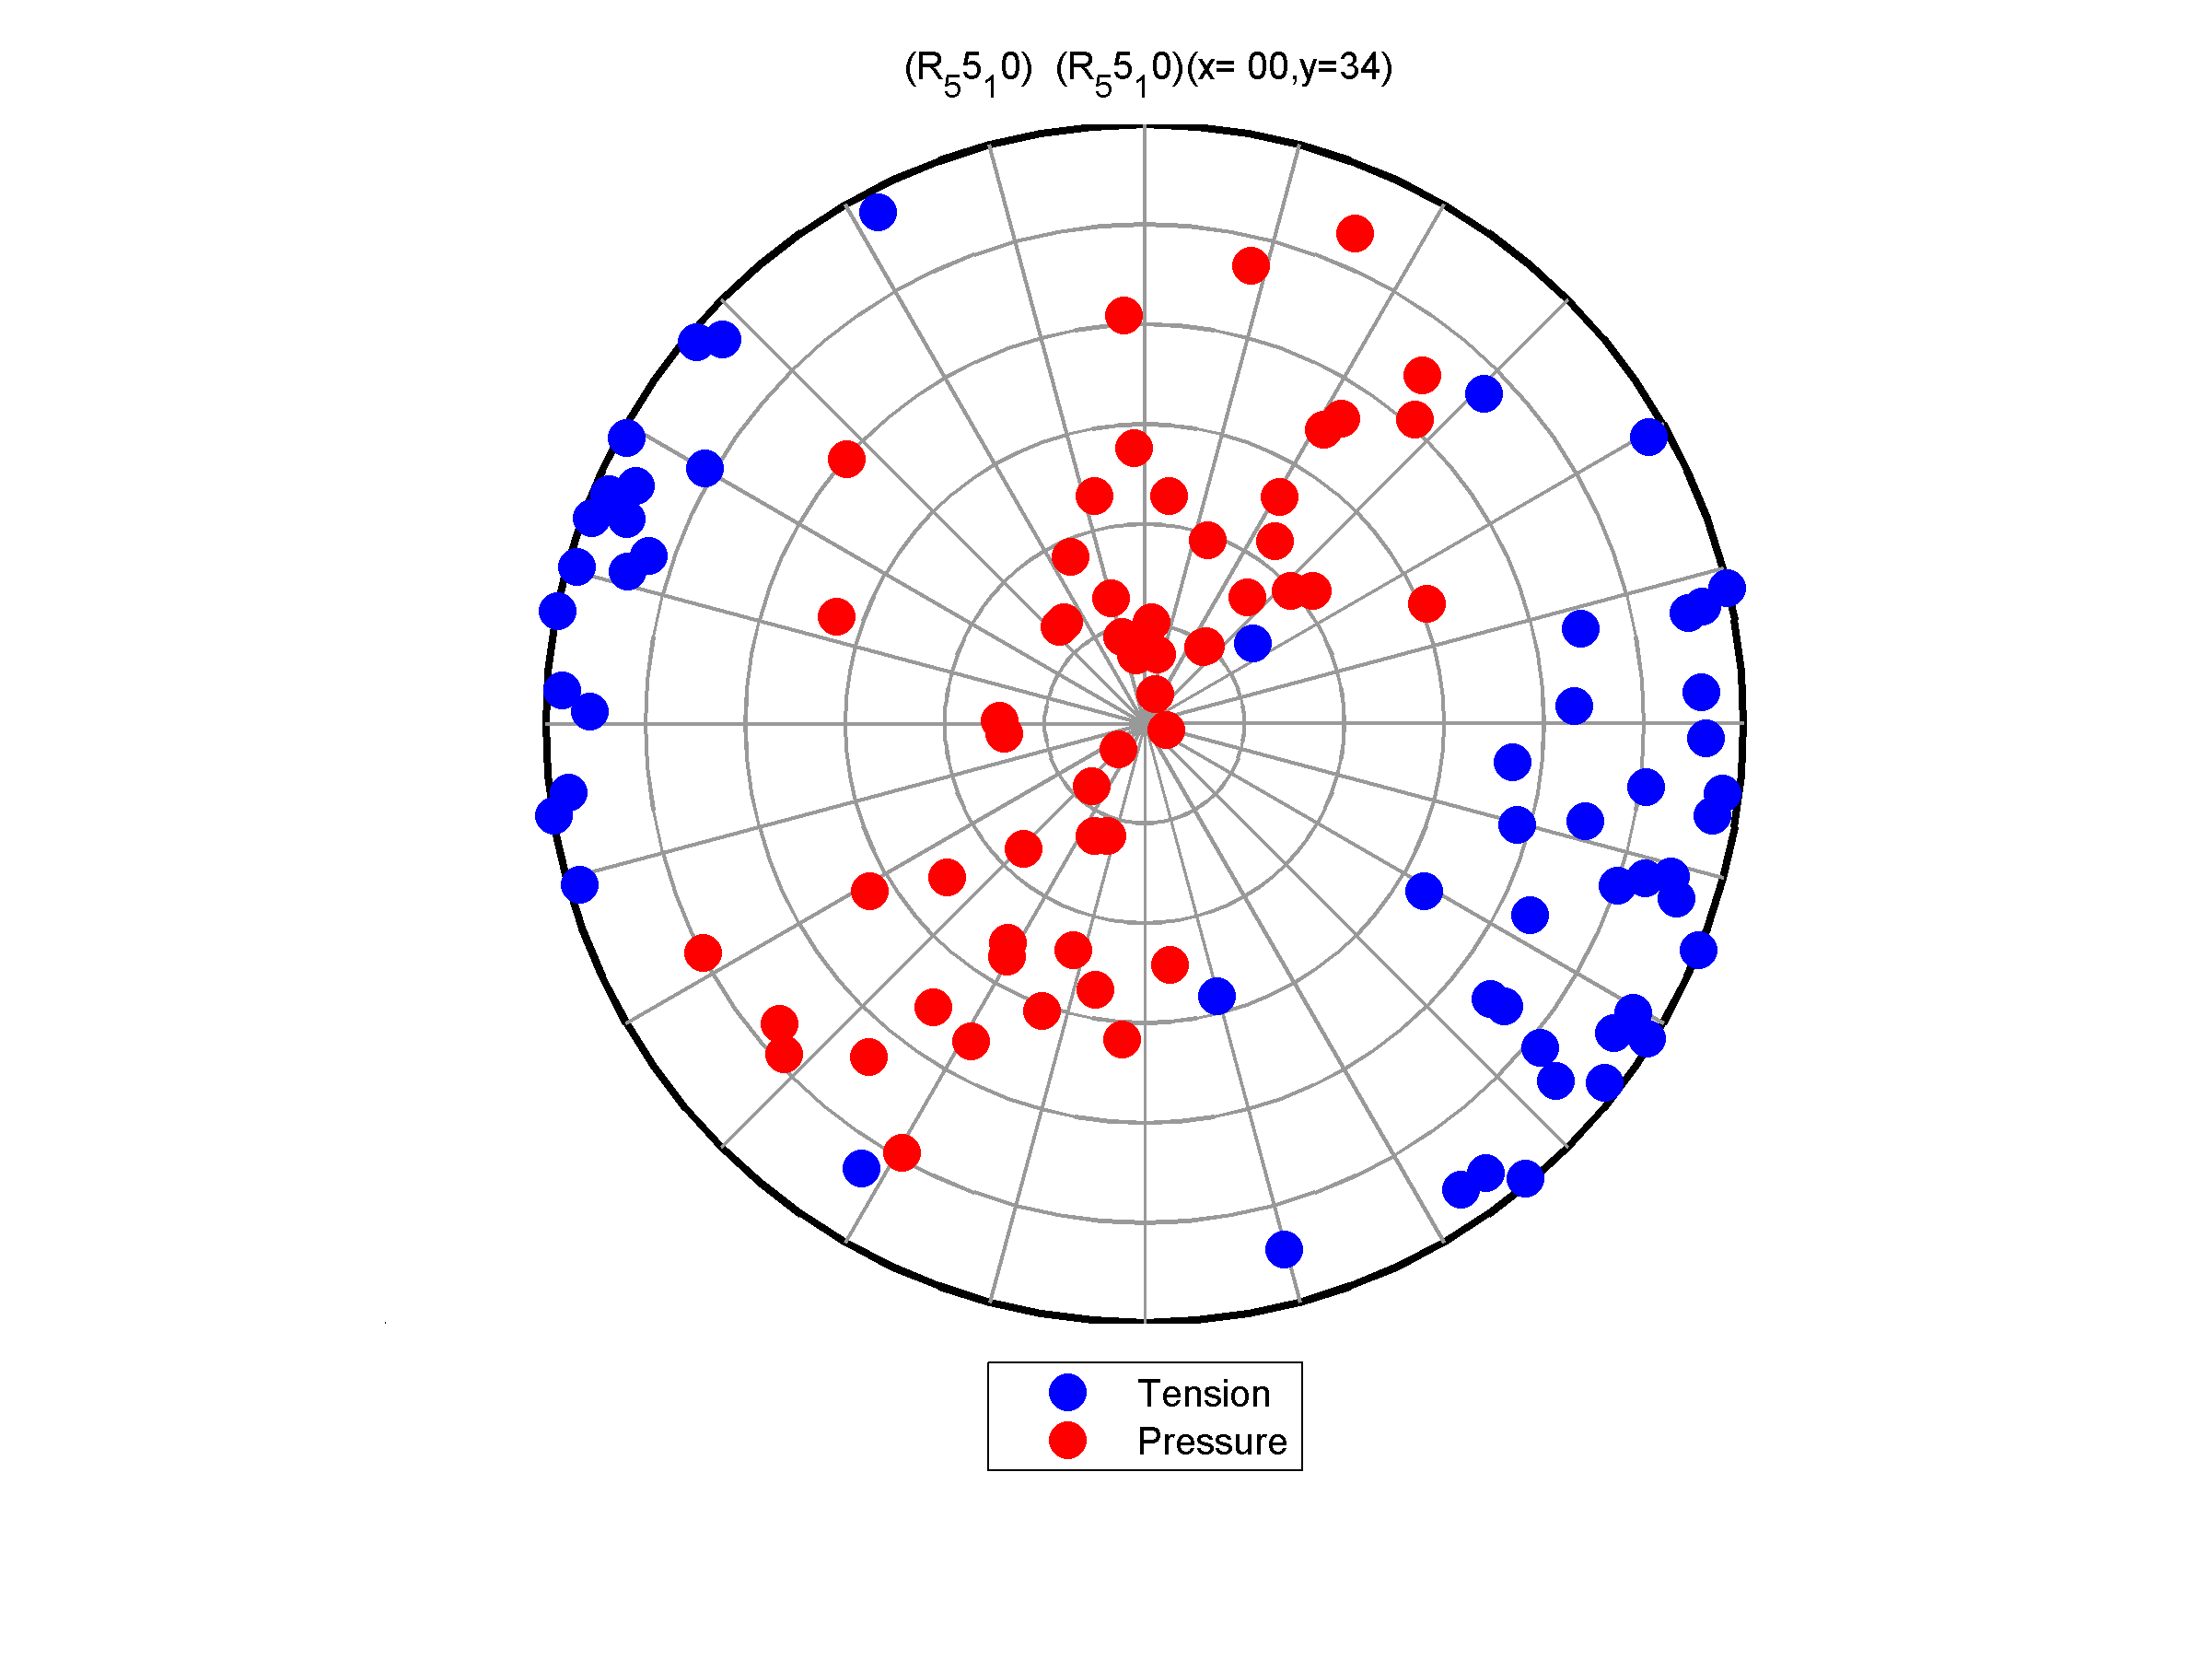 (R₅5₁0) (R₅5₁0)(x= 00,y=34)
Tension
Pressure